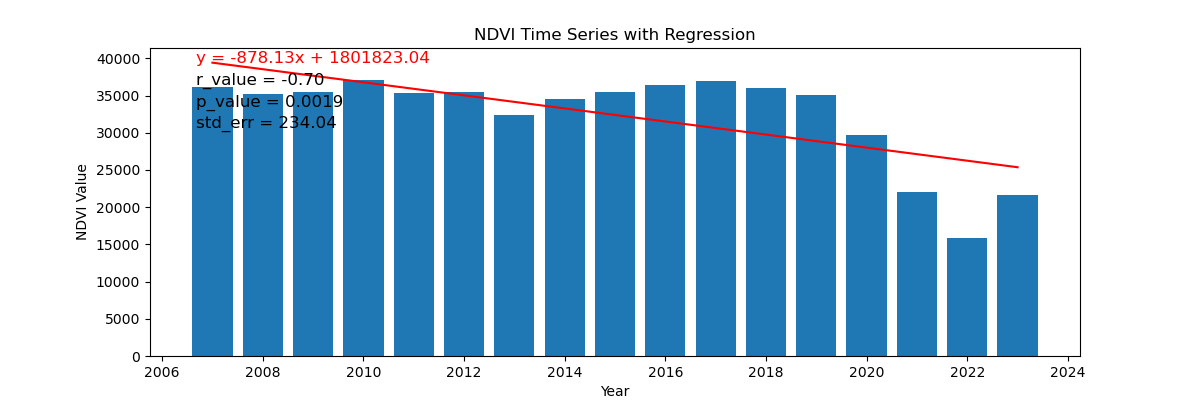 NDVI Time Series with Regression
y = -878.13x + 1801823.04
r_value = -0.70
p_value = 0.0019
std_err = 234.04
NDVI Value
40000
35000
30000
25000
20000
15000
10000
5000
0
2006 2008 2010 2012 2014 2016 2018 2020 2022 2024
Year